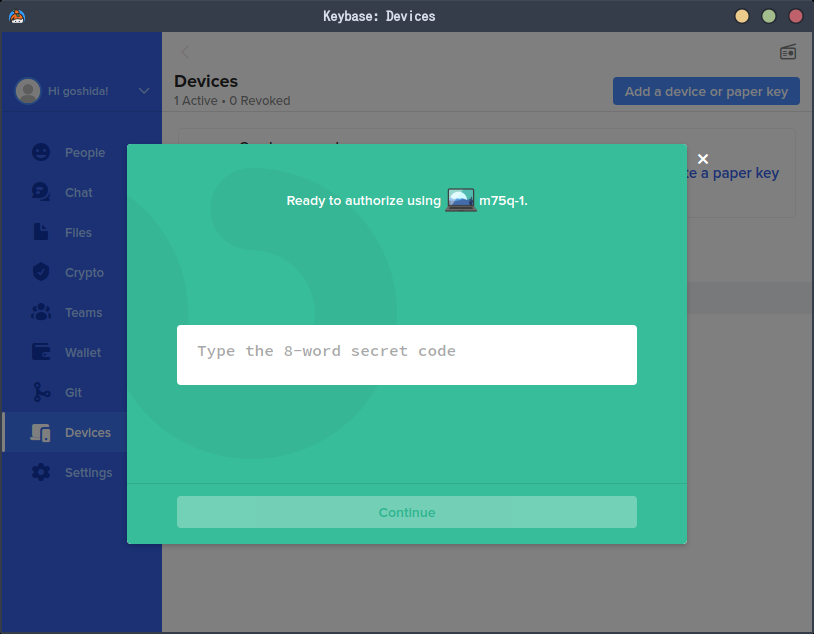 Keybase: Devices
Hi goshida!
People
Chat
Files
Crypto
Teams
Wallet
Git
Devices
Settings
Devices
1 Active • 0 Revoked
Add a device or paper key
a paper key
Ready to authorize using m75q-1.
Type the 8-word secret code
Continue